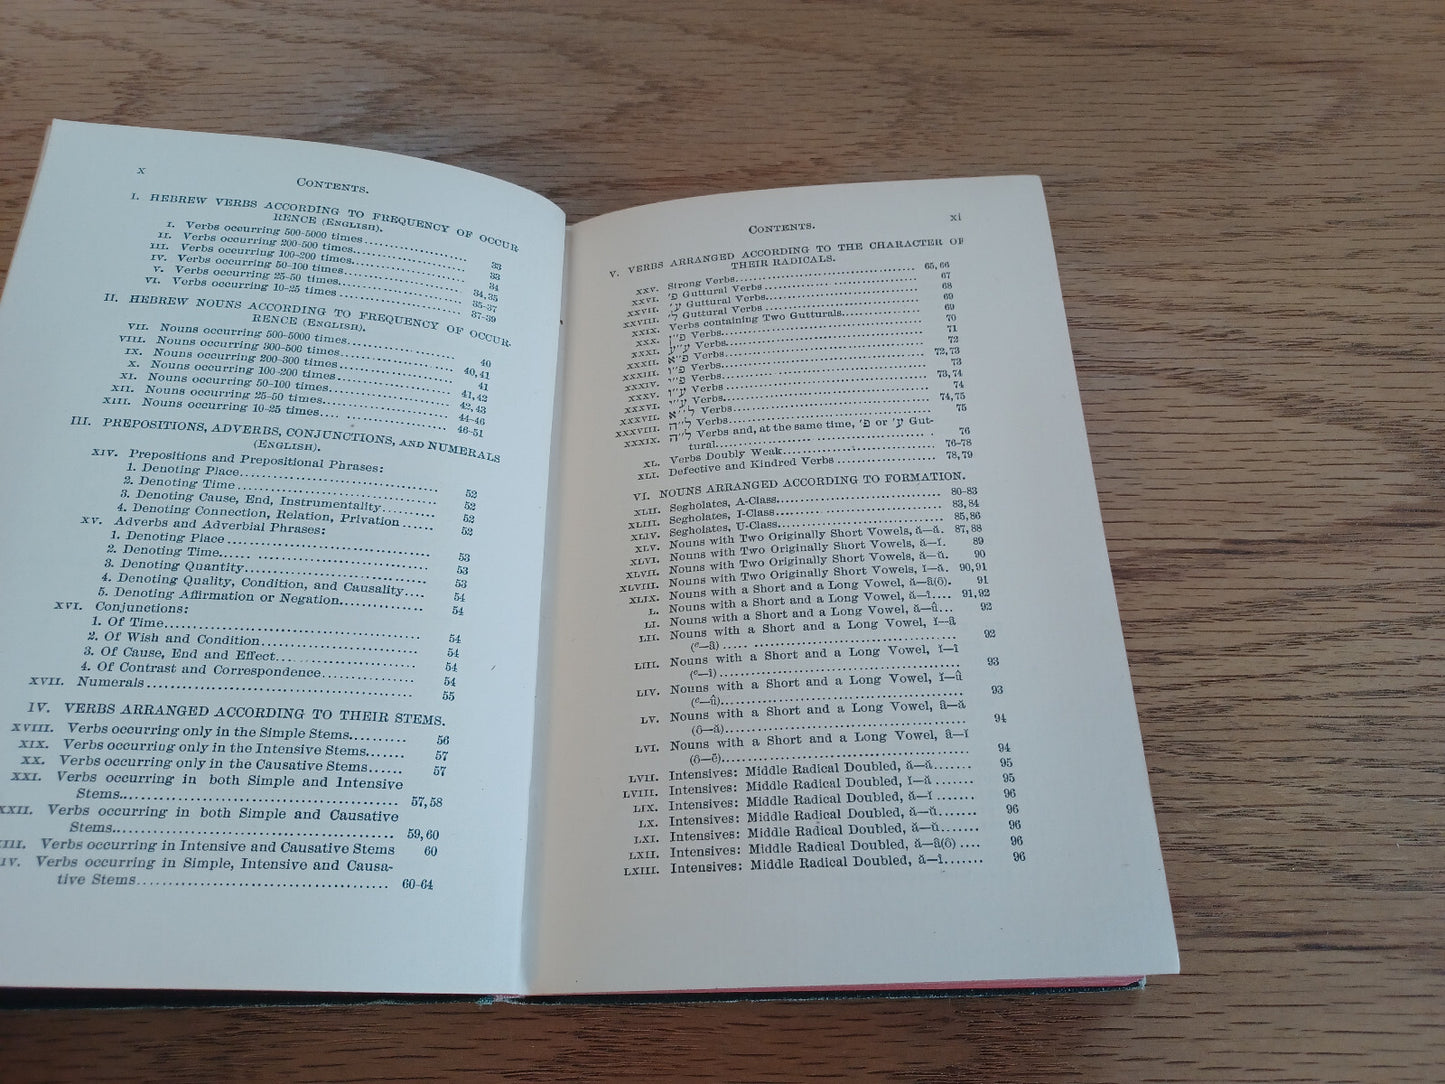 x
CONTENTS.
I. HEBREW VERBS ACCORDING TO FREQUENCY OF OCCUR
RENCE (ENGLISH).
I. Verbs occurring 500-5000 times 33
II. Verbs occurring 200-500 times 33
III. Verbs occurring 100-200 times 34
IV. Verbs occurring 50-100 times 34, 35
V. Verbs occurring 25-50 times 35-37
VI. Verbs occurring 10-25 times 37-39
II. HEBREW NOUNS ACCORDING TO FREQUENCY OF OCCUR-
RENCE (ENGLISH).
VII. Nouns occurring 500-5000 times 40
VIII. Nouns occurring 300-500 times 40, 41
IX. Nouns occurring 200-300 times 41
X. Nouns occurring 100-200 times 41, 42
XI. Nouns occurring 50-100 times 42, 43
XII. Nouns occurring 25-50 times 44-46
XIII. Nouns occurring 10-25 times 46-51
III. PREPOSITIONS, ADVERBS, CONJUNCTIONS, AND NUMERALS
(ENGLISH).
XIV. Prepositions and Prepositional Phrases:
1. Denoting Place 52
2. Denoting Time 52
3. Denoting Cause, End, Instrumentality 52
4. Denoting Connection, Relation, Privation 52
XV. Adverbs and Adverbial Phrases:
1. Denoting Place 53
2. Denoting Time 53
3. Denoting Quantity 53
4. Denoting Quality, Condition, and Causality 54
5. Denoting Affirmation or Negation 54
XVI. Conjunctions:
1. Of Time 54
2. Of Wish and Condition 54
3. Of Cause, End and Effect 54
4. Of Contrast and Correspondence 54
XVII. Numerals 55
IV. VERBS ARRANGED ACCORDING TO THEIR STEMS.
XVIII. Verbs occurring only in the Simple Stems 56
XIX. Verbs occurring only in the Intensive Stems 57
XX. Verbs occurring only in the Causative Stems 57
XXI. Verbs occurring in both Simple and Intensive
Stems 57, 58
XXII. Verbs occurring in both Simple and Causative
Stems 59, 60
III. Verbs occurring in Intensive and Causative Stems 60
IV. Verbs occurring in Simple, Intensive and Causa-
tive Stems 60-64
CONTENTS.
xi
V. VERBS ARRANGED ACCORDING TO THE CHARACTER OF
THEIR RADICALS.
XXV. Strong Verbs 65, 66
XXVI. פ׳ Guttural Verbs 67
XXVII. ע׳ Guttural Verbs 68
XXVIII. ל׳ Guttural Verbs 69
XXIX. Verbs containing Two Gutturals 69
XXX. פ״ן Verbs 70
XXXI. ע״ע Verbs 71
XXXII. פ״א Verbs 72
XXXIII. פ״ו Verbs 72, 73
XXXIV. פ״י Verbs 73
XXXV. ע״ו Verbs 73, 74
XXXVI. ע״י Verbs 74
XXXVII. ל״א Verbs 74, 75
XXXVIII. ל״ה Verbs 75
XXXIX. ל״ה Verbs and, at the same time, פ׳ or ע׳ Gut-
tural 76
XL. Verbs Doubly Weak 76-78
XLI. Defective and Kindred Verbs 78, 79
VI. NOUNS ARRANGED ACCORDING TO FORMATION.
XLII. Segholates, A-Class 80-83
XLIII. Segholates, I-Class 83, 84
XLIV. Segholates, U-Class 85, 86
XLV. Nouns with Two Originally Short Vowels, ă—ă. 87, 88
XLVI. Nouns with Two Originally Short Vowels, ă—ĭ. 89
XLVII. Nouns with Two Originally Short Vowels, ă—ŭ. 90
XLVIII. Nouns with Two Originally Short Vowels, ĭ—ă. 90, 91
XLIX. Nouns with a Short and a Long Vowel, ă—â(ô). 91
L. Nouns with a Short and a Long Vowel, ă—î 91, 92
LI. Nouns with a Short and a Long Vowel, ă—û 92
LII. Nouns with a Short and a Long Vowel, ĭ—â
(ᵉ—â) 92
LIII. Nouns with a Short and a Long Vowel, ĭ—î
(ᵉ—î) 93
LIV. Nouns with a Short and a Long Vowel, ĭ—û
(ᵉ—û) 93
LV. Nouns with a Short and a Long Vowel, â—ă
(ô—ă) 94
LVI. Nouns with a Short and a Long Vowel, â—ĭ
(ô—ē) 94
LVII. Intensives: Middle Radical Doubled, ă—ă 95
LVIII. Intensives: Middle Radical Doubled, ĭ—ă 95
LIX. Intensives: Middle Radical Doubled, ă—ĭ 96
LX. Intensives: Middle Radical Doubled, ă—ŭ 96
LXI. Intensives: Middle Radical Doubled, ă—û 96
LXII. Intensives: Middle Radical Doubled, ă—â(ô) 96
LXIII. Intensives: Middle Radical Doubled, ă—î 96